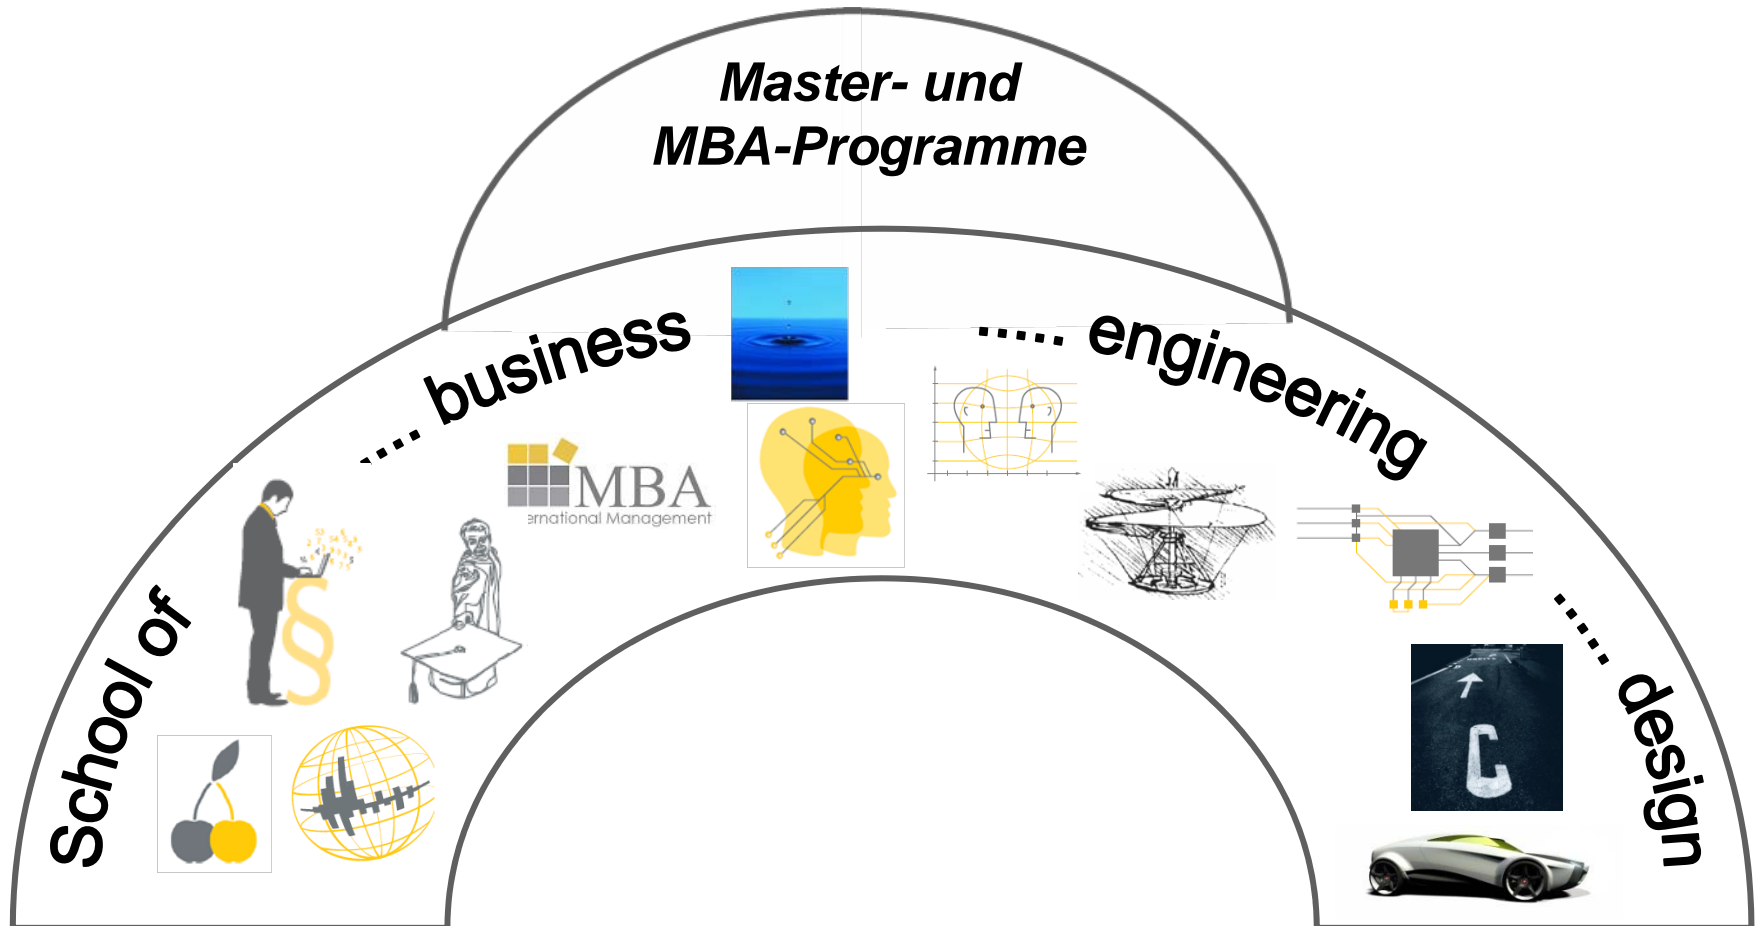 Master- und
MBA-Programme
School of
.... business
..... engineering
..... design
MBA
ernational Management
§
C